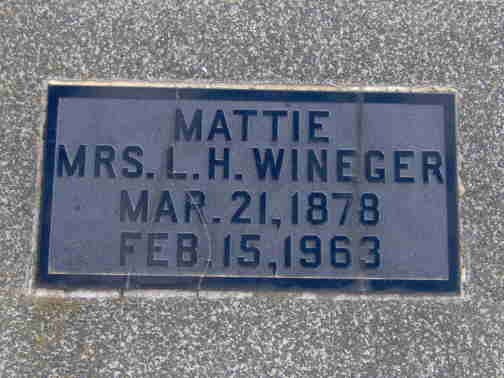 MATTIE
MRS. L. H. WINEGER
MAR. 21, 1878
FEB. 15, 1963